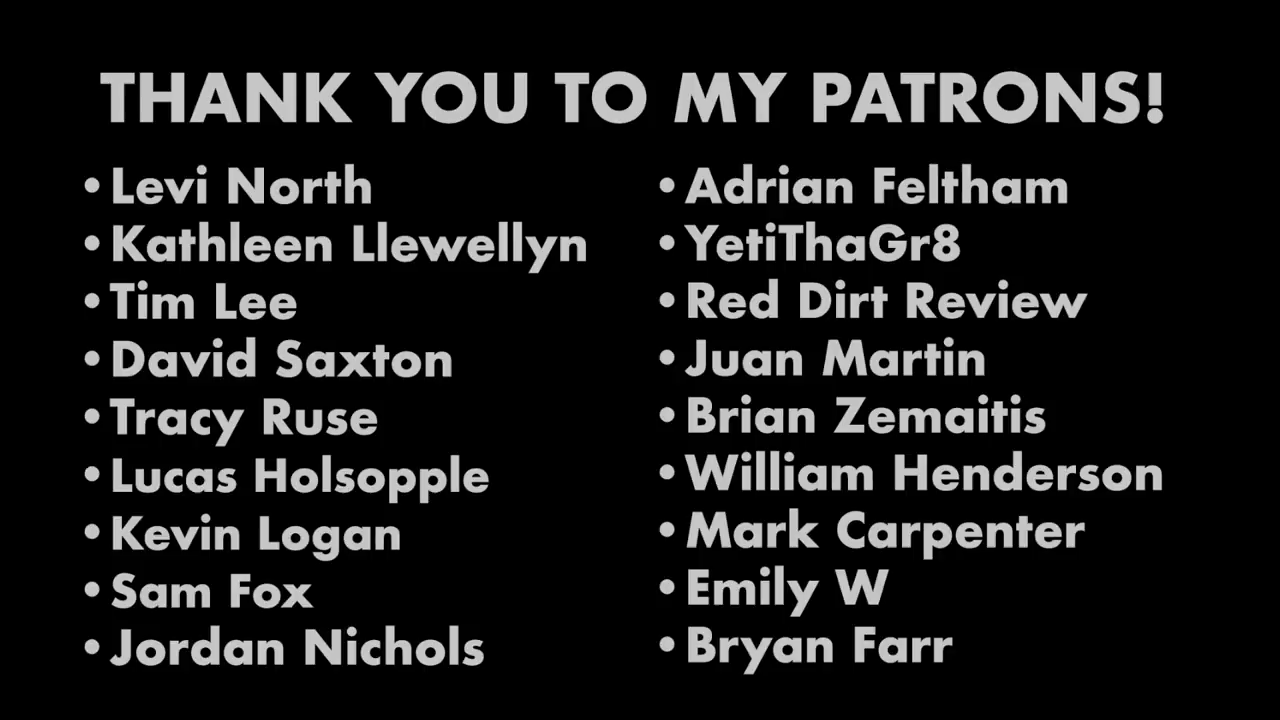 THANK YOU TO MY PATRONS!
• Levi North
• Kathleen Llewellyn
• Tim Lee
• David Saxton
• Tracy Ruse
• Lucas Holsopple
• Kevin Logan
• Sam Fox
• Jordan Nichols
• Adrian Feltham
• YetiThaGr8
• Red Dirt Review
• Juan Martin
• Brian Zemaitis
• William Henderson
• Mark Carpenter
• Emily W
• Bryan Farr